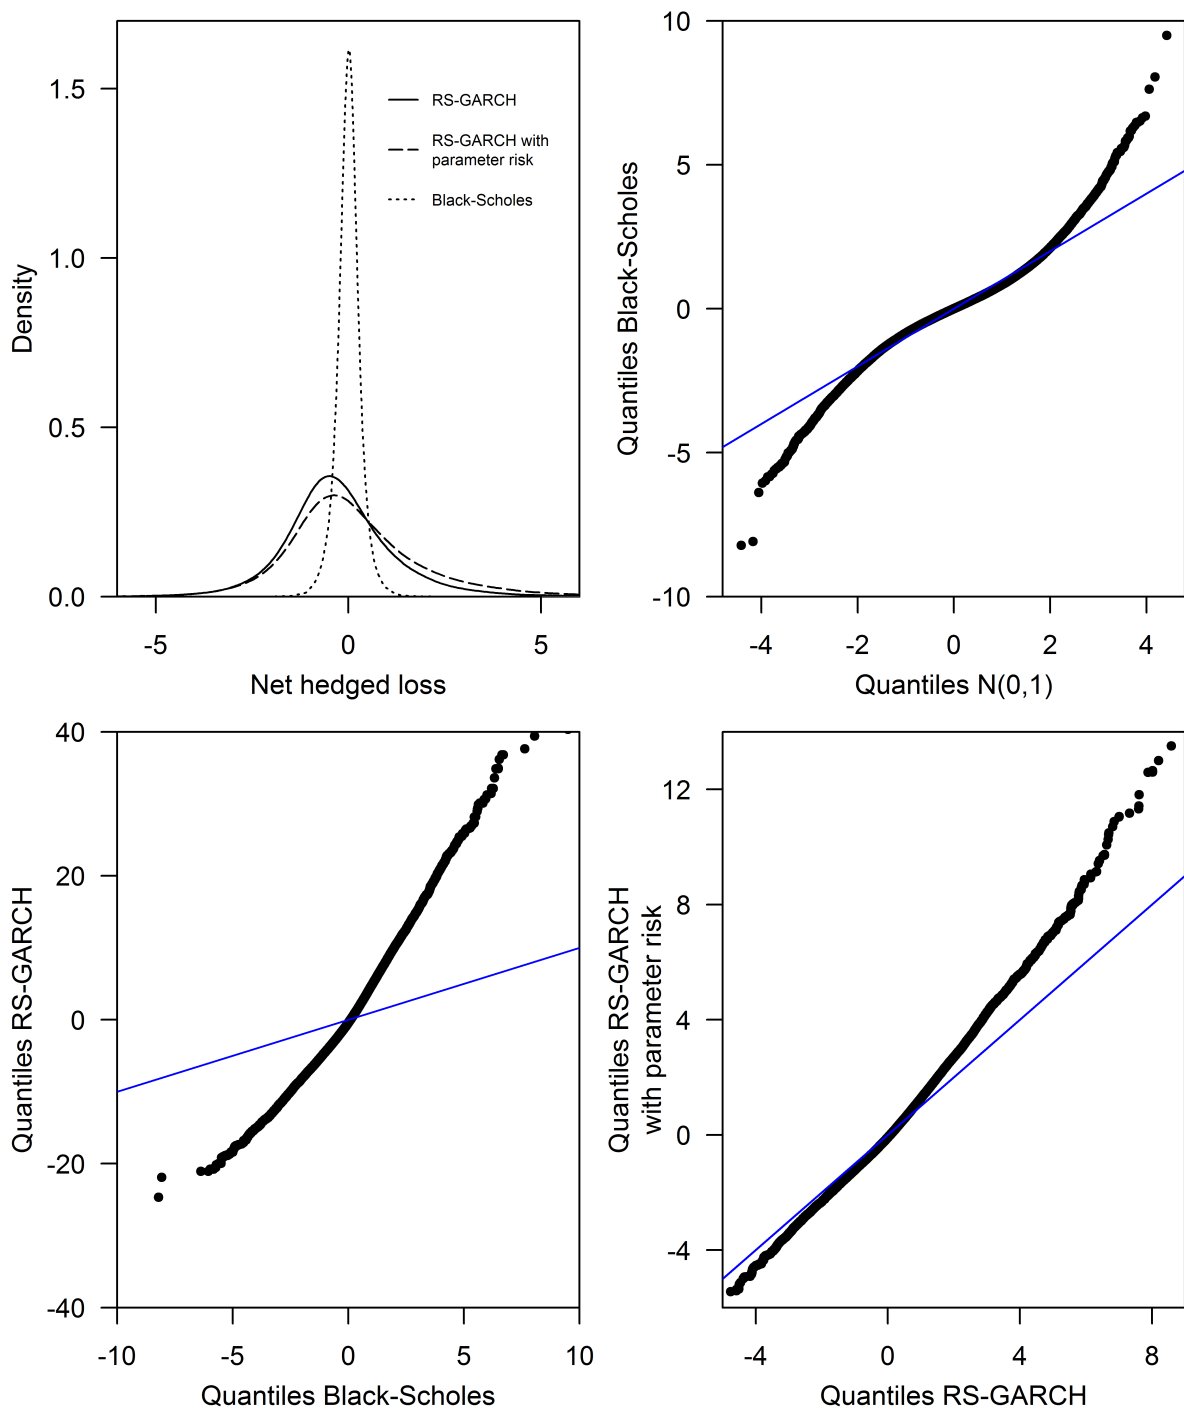 1.5
1.0
0.5
0.0
Density
RS-GARCH
RS-GARCH with
parameter risk
Black-Scholes
-5
0
5
Net hedged loss
10
5
0
-5
-10
Quantiles Black-Scholes
-4
-2
0
2
4
Quantiles N(0,1)
40
20
0
-20
-40
Quantiles RS-GARCH
-10
-5
0
5
10
Quantiles Black-Scholes
12
8
4
0
-4
Quantiles RS-GARCH
with parameter risk
-4
0
4
8
Quantiles RS-GARCH